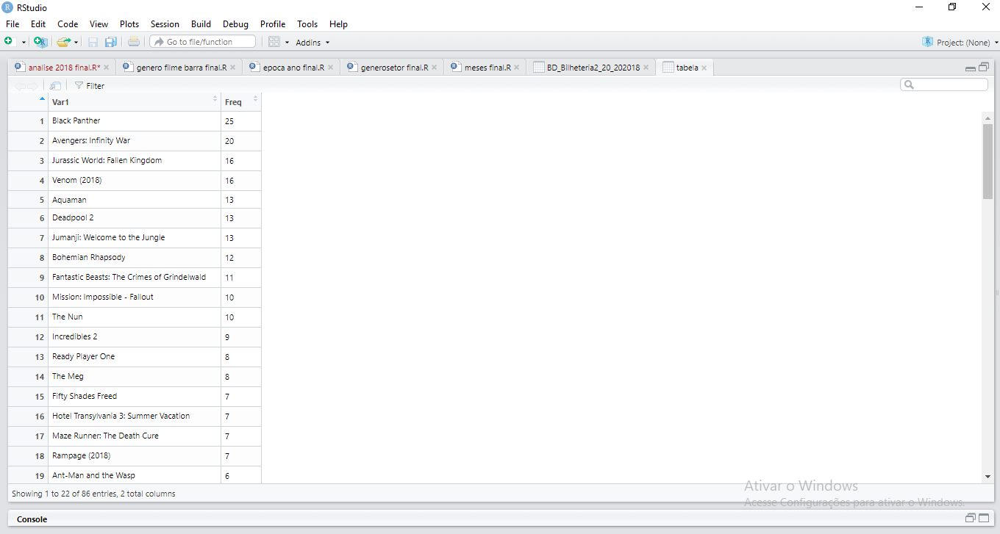 RStudio
File Edit Code View Plots Session Build Debug Profile Tools Help
Go to file/function Addins Project: (None)
analise 2018 final.R* genero filme barra final.R epoca ano final.R generosetor final.R meses final.R BD_Bilheteria2_20_202018 tabela
Filter
Var1 Freq
1 Black Panther 25
2 Avengers: Infinity War 20
3 Jurassic World: Fallen Kingdom 16
4 Venom (2018) 16
5 Aquaman 13
6 Deadpool 2 13
7 Jumanji: Welcome to the Jungle 13
8 Bohemian Rhapsody 12
9 Fantastic Beasts: The Crimes of Grindelwald 11
10 Mission: Impossible - Fallout 10
11 The Nun 10
12 Incredibles 2 9
13 Ready Player One 8
14 The Meg 8
15 Fifty Shades Freed 7
16 Hotel Transylvania 3: Summer Vacation 7
17 Maze Runner: The Death Cure 7
18 Rampage (2018) 7
19 Ant-Man and the Wasp 6
Ativar o Windows
Showing 1 to 22 of 86 entries, 2 total columns
Acesse Configurações para ativar o Windows.
Console